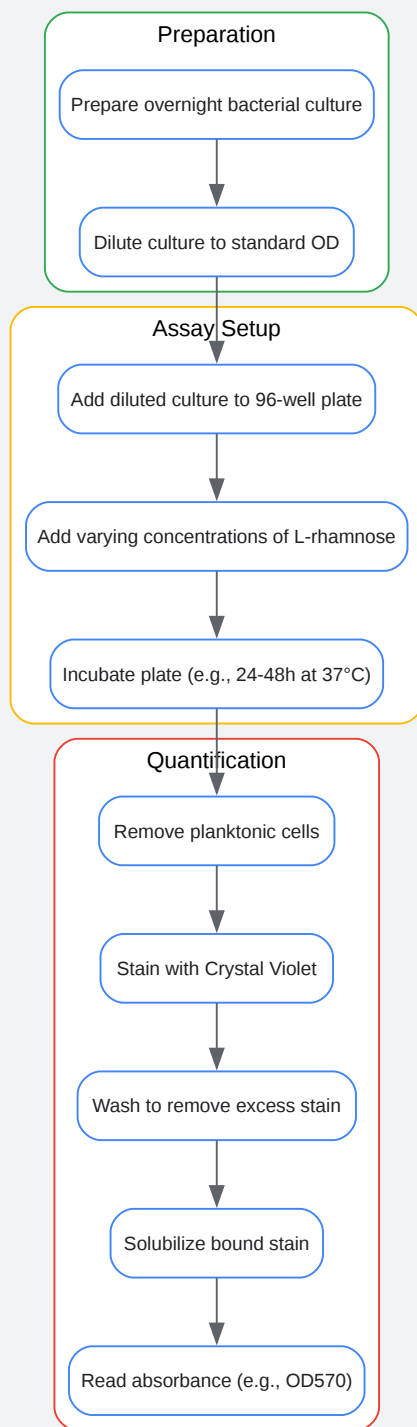 Preparation
Prepare overnight bacterial culture
Dilute culture to standard OD
Assay Setup
Add diluted culture to 96-well plate
Add varying concentrations of L-rhamnose
Incubate plate (e.g., 24-48h at 37°C)
Quantification
Remove planktonic cells
Stain with Crystal Violet
Wash to remove excess stain
Solubilize bound stain
Read absorbance (e.g., OD570)